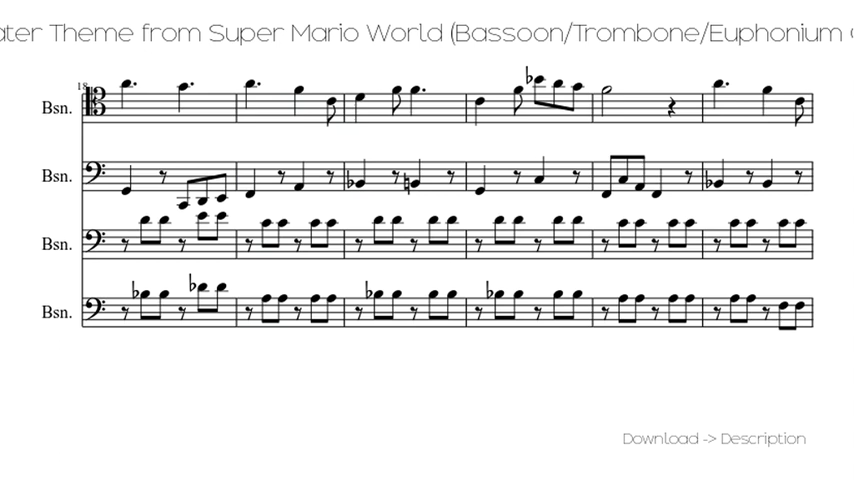 ater Theme from Super Mario World (Bassoon/Trombone/Euphonium
18
Bsn.
Bsn.
Bsn.
Bsn.
Download -> Description